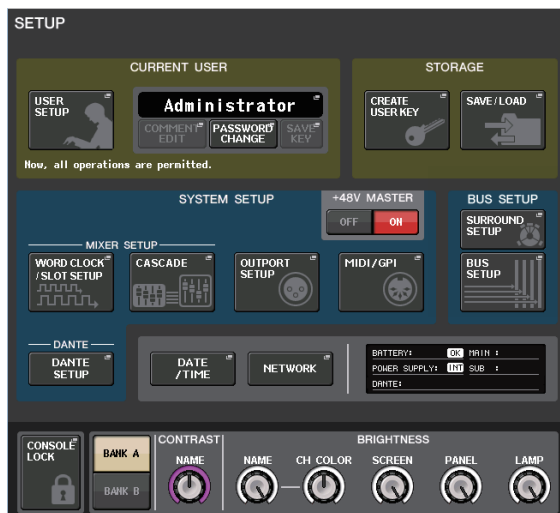 SETUP
CURRENT USER
STORAGE
USER SETUP
Administrator
COMMENT EDIT
PASSWORD CHANGE
SAVE KEY
Now, all operations are permitted.
CREATE USER KEY
SAVE/LOAD
SYSTEM SETUP
+48V MASTER
OFF
ON
BUS SETUP
SURROUND SETUP
MIXER SETUP
WORD CLOCK /SLOT SETUP
CASCADE
OUTPORT SETUP
MIDI/GPI
BUS SETUP
DANTE
DANTE SETUP
DATE /TIME
NETWORK
BATTERY: OK MAIN :
POWER SUPPLY: INT SUB :
DANTE:
CONSOLE LOCK
BANK A
BANK B
CONTRAST
NAME
BRIGHTNESS
NAME
CH COLOR
SCREEN
PANEL
LAMP